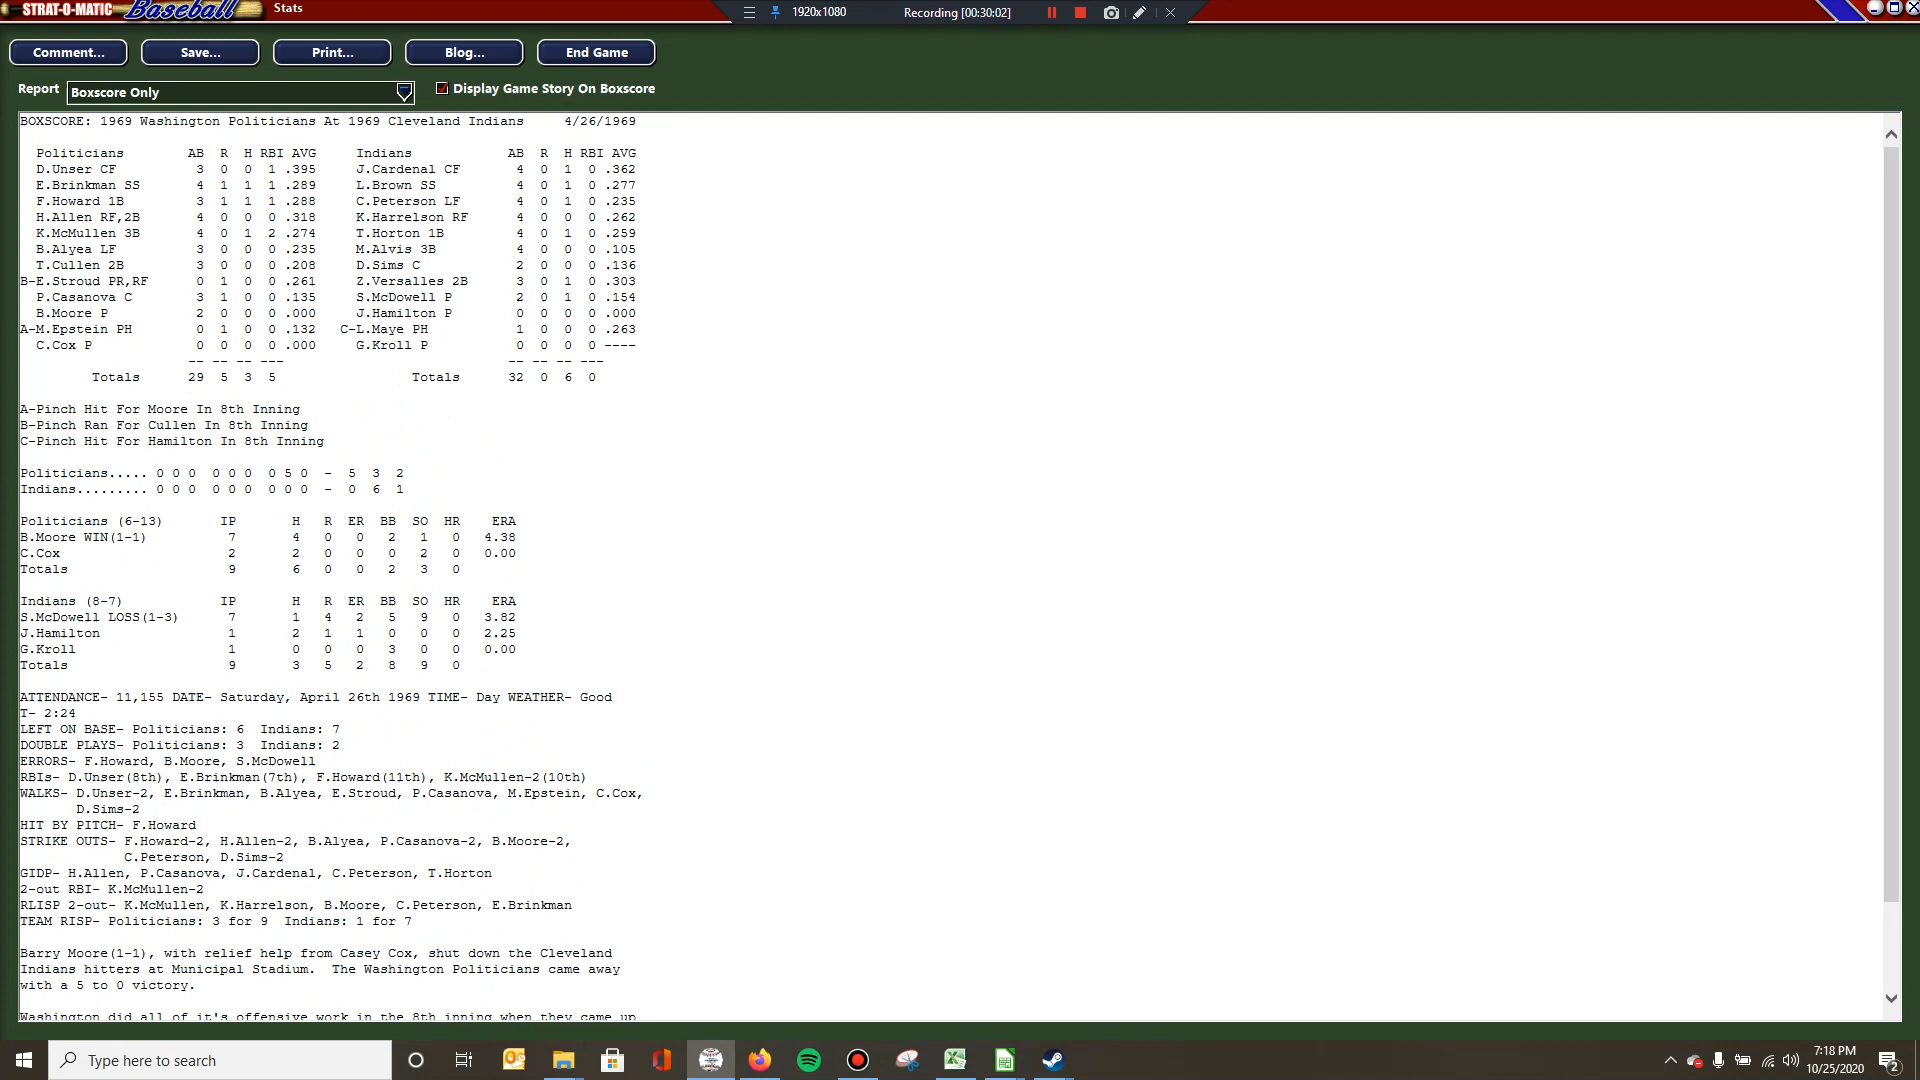 STRAT-O-MATIC Baseball Stats
1920x1080 Recording [00:30:02]
Comment... Save... Print... Blog... End Game
Report Boxscore Only Display Game Story On Boxscore
BOXSCORE: 1969 Washington Politicians At 1969 Cleveland Indians 4/26/1969
Politicians AB R H RBI AVG Indians AB R H RBI AVG
D.Unser CF 3 0 0 1 .395 J.Cardenal CF 4 0 1 0 .362
E.Brinkman SS 4 1 1 1 .289 L.Brown SS 4 0 1 0 .277
F.Howard 1B 3 1 1 1 .288 C.Peterson LF 4 0 1 0 .235
H.Allen RF,2B 4 0 0 0 .318 K.Harrelson RF 4 0 0 0 .262
K.McMullen 3B 4 0 1 2 .274 T.Horton 1B 4 0 1 0 .259
B.Alyea LF 3 0 0 0 .235 M.Alvis 3B 4 0 0 0 .105
T.Cullen 2B 3 0 0 0 .208 D.Sims C 2 0 0 0 .136
B-E.Stroud PR,RF 0 1 0 0 .261 Z.Versalles 2B 3 0 1 0 .303
P.Casanova C 3 1 0 0 .135 S.McDowell P 2 0 1 0 .154
B.Moore P 2 0 0 0 .000 J.Hamilton P 0 0 0 0 .000
A-M.Epstein PH 0 1 0 0 .132 C-L.Maye PH 1 0 0 0 .263
C.Cox P 0 0 0 0 .000 G.Kroll P 0 0 0 0 ----
-- -- -- --- -- -- -- ---
Totals 29 5 3 5 Totals 32 0 6 0
A-Pinch Hit For Moore In 8th Inning
B-Pinch Ran For Cullen In 8th Inning
C-Pinch Hit For Hamilton In 8th Inning
Politicians..... 0 0 0 0 0 0 0 5 0 - 5 3 2
Indians......... 0 0 0 0 0 0 0 0 0 - 0 6 1
Politicians (6-13) IP H R ER BB SO HR ERA
B.Moore WIN(1-1) 7 4 0 0 2 1 0 4.38
C.Cox 2 2 0 0 0 2 0 0.00
Totals 9 6 0 0 2 3 0
Indians (8-7) IP H R ER BB SO HR ERA
S.McDowell LOSS(1-3) 7 1 4 2 5 9 0 3.82
J.Hamilton 1 2 1 1 0 0 0 2.25
G.Kroll 1 0 0 0 3 0 0 0.00
Totals 9 3 5 2 8 9 0
ATTENDANCE- 11,155 DATE- Saturday, April 26th 1969 TIME- Day WEATHER- Good
T- 2:24
LEFT ON BASE- Politicians: 6 Indians: 7
DOUBLE PLAYS- Politicians: 3 Indians: 2
ERRORS- F.Howard, B.Moore, S.McDowell
RBIs- D.Unser(8th), E.Brinkman(7th), F.Howard(11th), K.McMullen-2(10th)
WALKS- D.Unser-2, E.Brinkman, B.Alyea, E.Stroud, P.Casanova, M.Epstein, C.Cox,
D.Sims-2
HIT BY PITCH- F.Howard
STRIKE OUTS- F.Howard-2, H.Allen-2, B.Alyea, P.Casanova-2, B.Moore-2,
C.Peterson, D.Sims-2
GIDP- H.Allen, P.Casanova, J.Cardenal, C.Peterson, T.Horton
2-out RBI- K.McMullen-2
RLISP 2-out- K.McMullen, K.Harrelson, B.Moore, C.Peterson, E.Brinkman
TEAM RISP- Politicians: 3 for 9 Indians: 1 for 7
Barry Moore(1-1), with relief help from Casey Cox, shut down the Cleveland
Indians hitters at Municipal Stadium. The Washington Politicians came away
with a 5 to 0 victory.
Washington did all of it's offensive work in the 8th inning when they came up
Type here to search
7:18 PM
10/25/2020
2